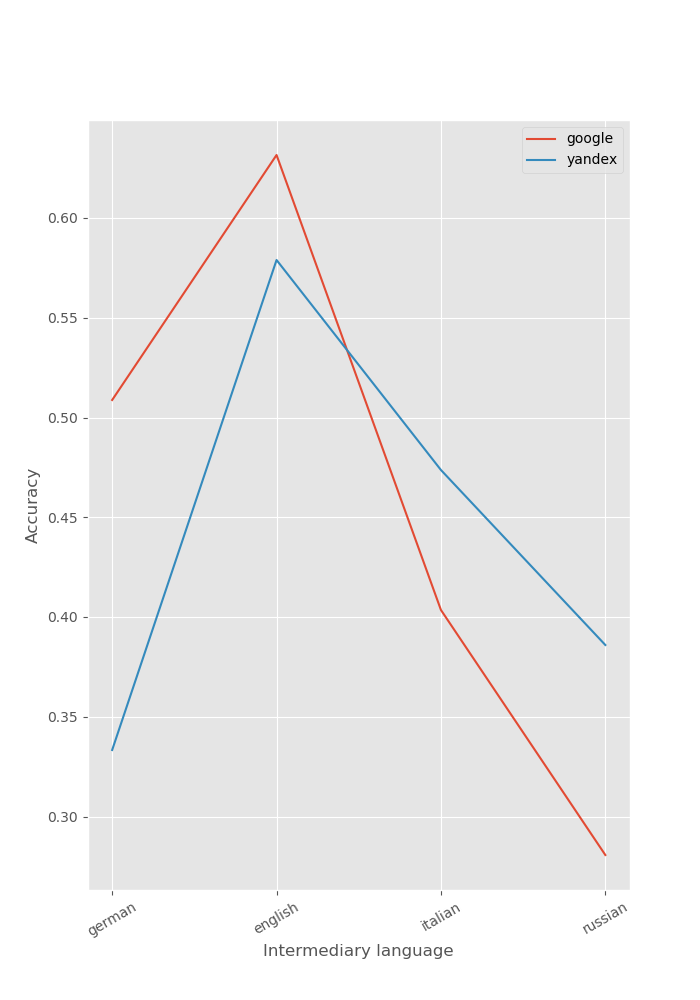 google
yandex
0.60
0.55
0.50
0.45
0.40
0.35
0.30
Accuracy
german
english
italian
russian
Intermediary language